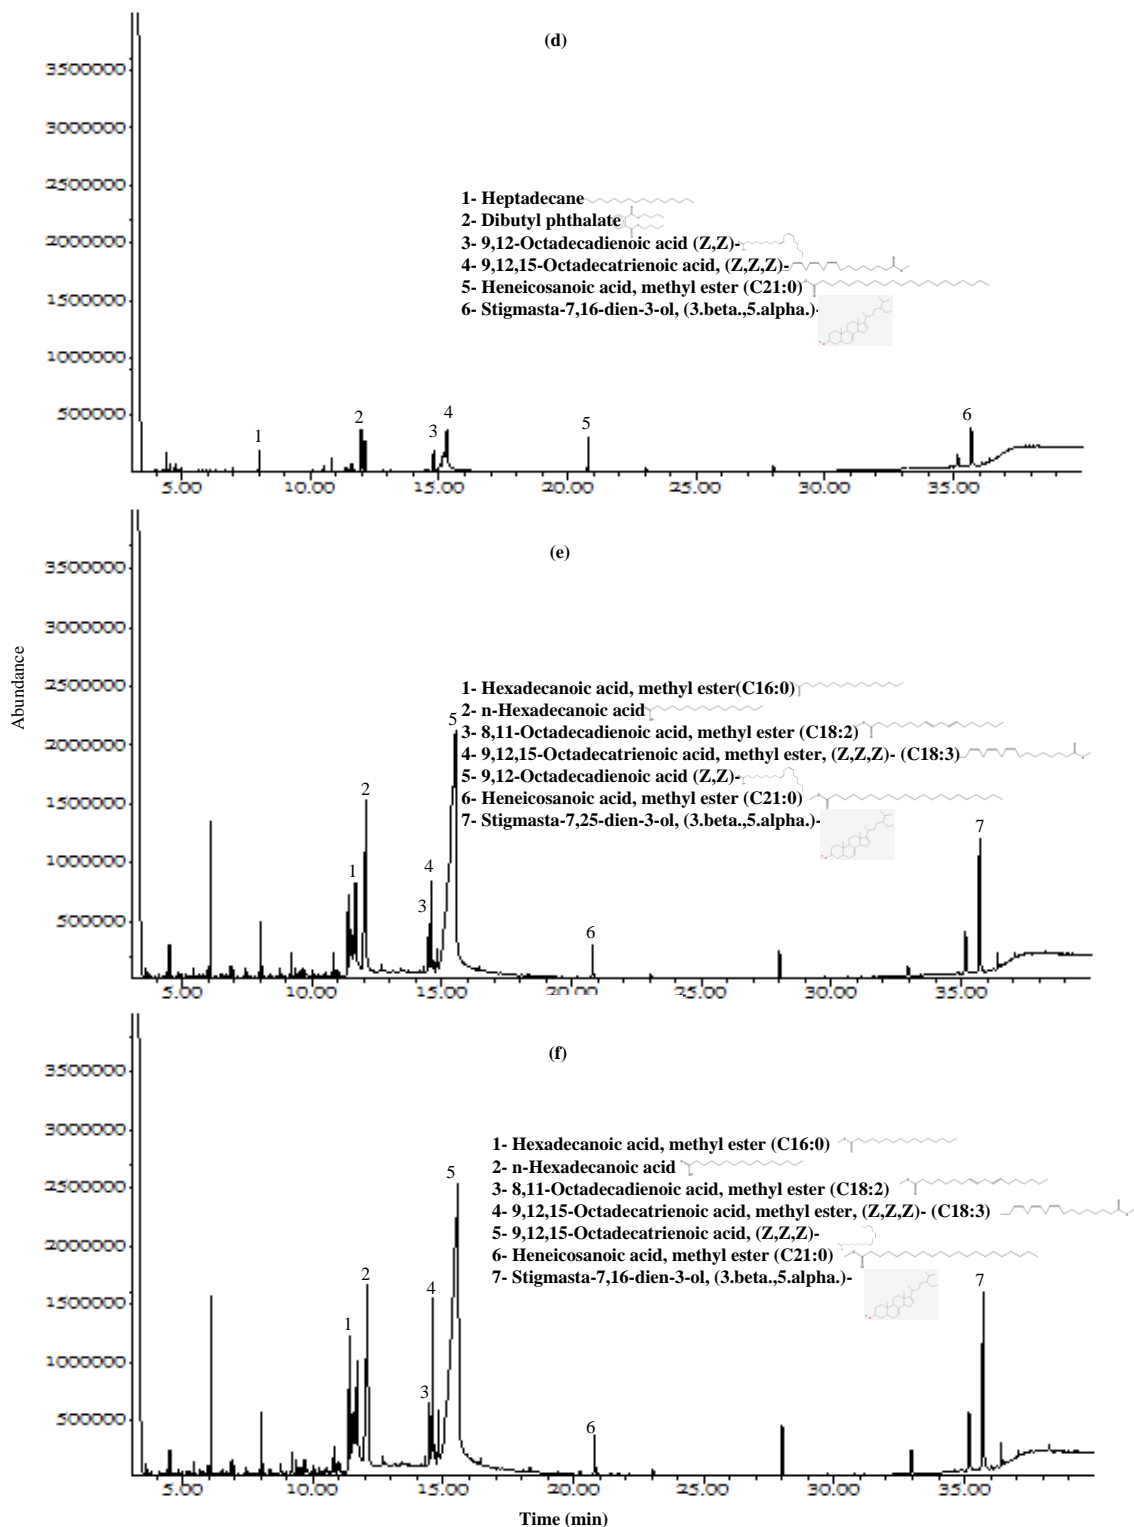 (d)
3500000
3000000
2500000
2000000
1500000
1000000
500000
1- Heptadecane
2- Dibutyl phthalate
3- 9,12-Octadecadienoic acid (Z,Z)-
4- 9,12,15-Octadecatrienoic acid, (Z,Z,Z)-
5- Heneicosanoic acid, methyl ester (C21:0)
6- Stigmasta-7,16-dien-3-ol, (3.beta.,5.alpha.)-
1 2 3 4 5 6
5.00 10.00 15.00 20.00 25.00 30.00 35.00
(e)
3500000
3000000
2500000
2000000
1500000
1000000
500000
Abundance
1- Hexadecanoic acid, methyl ester(C16:0)
2- n-Hexadecanoic acid
3- 8,11-Octadecadienoic acid, methyl ester (C18:2)
4- 9,12,15-Octadecatrienoic acid, methyl ester, (Z,Z,Z)- (C18:3)
5- 9,12-Octadecadienoic acid (Z,Z)-
6- Heneicosanoic acid, methyl ester (C21:0)
7- Stigmasta-7,25-dien-3-ol, (3.beta.,5.alpha.)-
1 2 3 4 5 6 7
5.00 10.00 15.00 20.00 25.00 30.00 35.00
(f)
3500000
3000000
2500000
2000000
1500000
1000000
500000
1- Hexadecanoic acid, methyl ester (C16:0)
2- n-Hexadecanoic acid
3- 8,11-Octadecadienoic acid, methyl ester (C18:2)
4- 9,12,15-Octadecatrienoic acid, methyl ester, (Z,Z,Z)- (C18:3)
5- 9,12,15-Octadecatrienoic acid, (Z,Z,Z)-
6- Heneicosanoic acid, methyl ester (C21:0)
7- Stigmasta-7,16-dien-3-ol, (3.beta.,5.alpha.)-
1 2 3 4 5 6 7
5.00 10.00 15.00 20.00 25.00 30.00 35.00
Time (min)